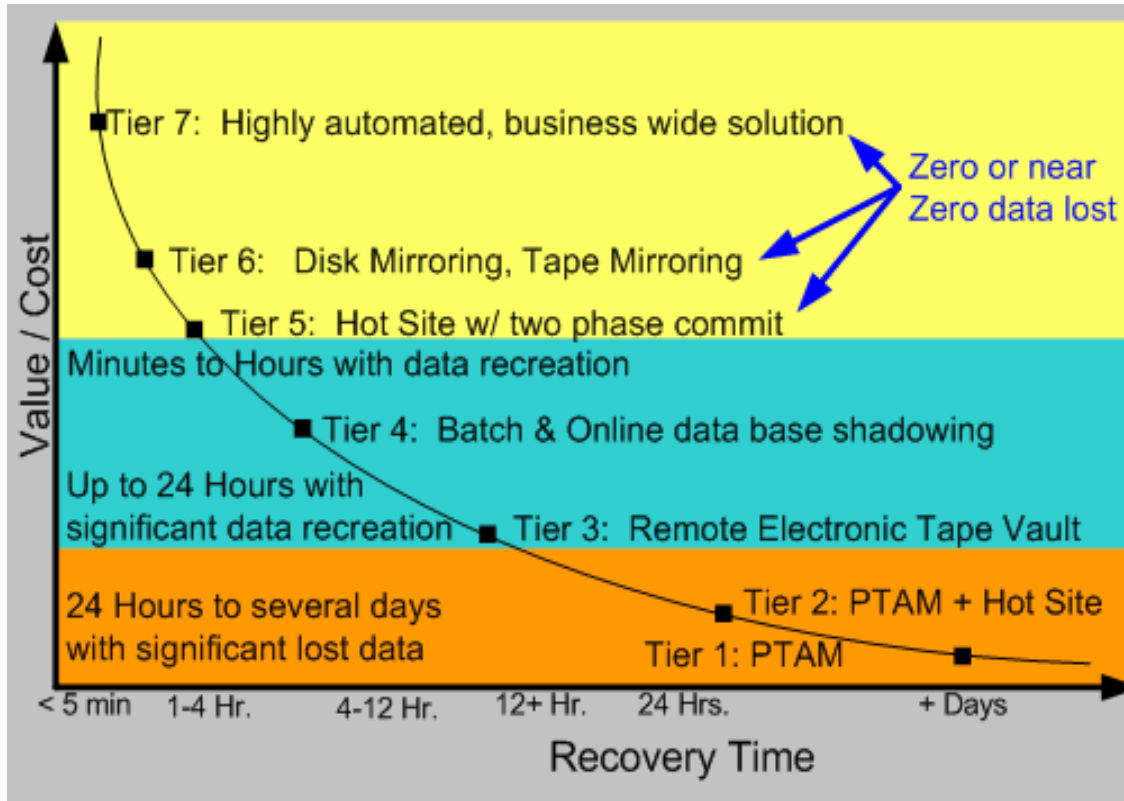 Value / Cost
Tier 7: Highly automated, business wide solution
Zero or near
Zero data lost
Tier 6: Disk Mirroring, Tape Mirroring
Tier 5: Hot Site w/ two phase commit
Minutes to Hours with data recreation
Tier 4: Batch & Online data base shadowing
Up to 24 Hours with
significant data recreation
Tier 3: Remote Electronic Tape Vault
24 Hours to several days
with significant lost data
Tier 2: PTAM + Hot Site
Tier 1: PTAM
< 5 min 1-4 Hr. 4-12 Hr. 12+ Hr. 24 Hrs. + Days
Recovery Time